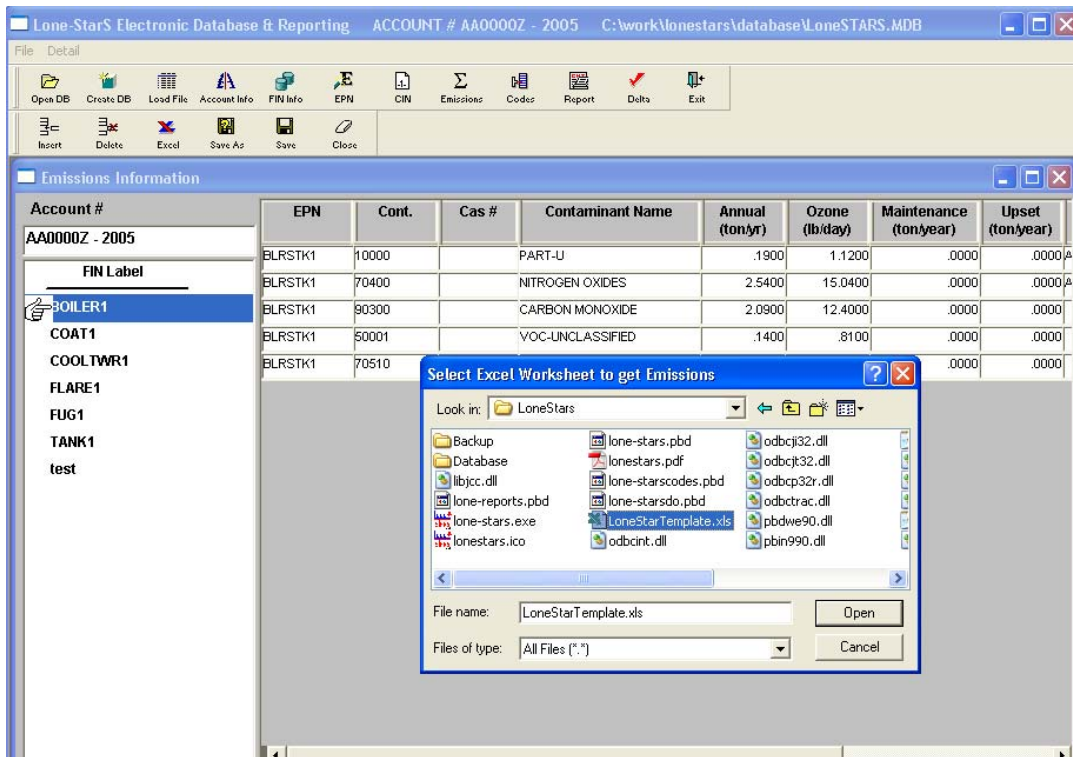 Lone-StarS Electronic Database & Reporting ACCOUNT # AA0000Z - 2005 C:\work\lonestars\database\LoneSTARS.MDB
File Detail
Open DB Create DB Load File Account Info FIN Info EPN CIN Emissions Codes Report Delta Exit
Insert Delete Excel Save As Save Close
Emissions Information
Account #
AA0000Z - 2005
FIN Label
BOILER1
COAT1
COOLTWR1
FLARE1
FUG1
TANK1
test
EPN Cont. Cas # Contaminant Name Annual (ton/yr) Ozone (lb/day) Maintenance (ton/year) Upset (ton/year)
BLRSTK1 10000 PART-U .1900 1.1200 .0000 .0000 A
BLRSTK1 70400 NITROGEN OXIDES 2.5400 15.0400 .0000 .0000 A
BLRSTK1 90300 CARBON MONOXIDE 2.0900 12.4000 .0000 .0000
BLRSTK1 50001 VOC-UNCLASSIFIED .1400 .8100 .0000 .0000
BLRSTK1 70510 .0000 .0000
Select Excel Worksheet to get Emissions
Look in: LoneStars
Backup
Database
libjcc.dll
lone-reports.pbd
lone-stars.exe
lonestars.ico
lone-stars.pbd
lonestars.pdf
lone-starscodes.pbd
lone-starsdo.pbd
LoneStarTemplate.xls
odbcint.dll
odbcji32.dll
odbcjt32.dll
odbcp32r.dll
odbctrac.dll
pbdwe90.dll
pbin990.dll
File name: LoneStarTemplate.xls Open
Files of type: All Files (*.*) Cancel